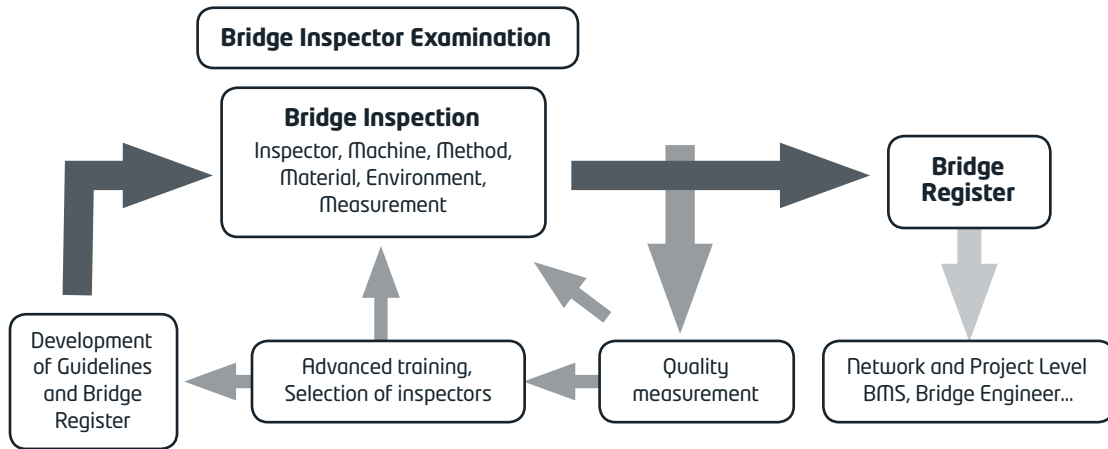 Bridge Inspector Examination
Bridge Inspection
Inspector, Machine, Method,
Material, Environment,
Measurement
Bridge
Register
Development
of Guidelines
and Bridge
Register
Advanced training,
Selection of inspectors
Quality
measurement
Network and Project Level
BMS, Bridge Engineer...